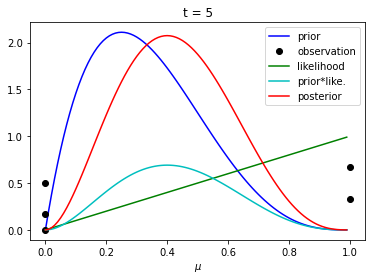 t = 5
prior
observation
likelihood
prior*like.
posterior
2.0
1.5
1.0
0.5
0.0
0.0 0.2 0.4 0.6 0.8 1.0
μ